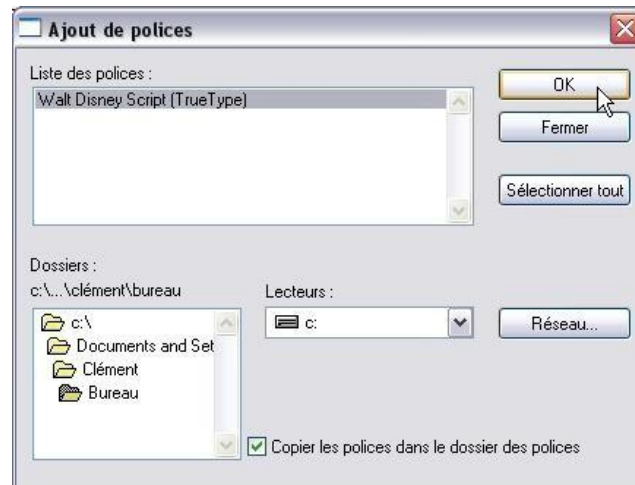 Ajout de polices
Liste des polices :
Walt Disney Script (TrueType)
OK
Fermer
Sélectionner tout
Dossiers :
c:\...\clément\bureau
Lecteurs :
c:\
Documents and Set
Clément
Bureau
c:
Réseau...
Copier les polices dans le dossier des polices